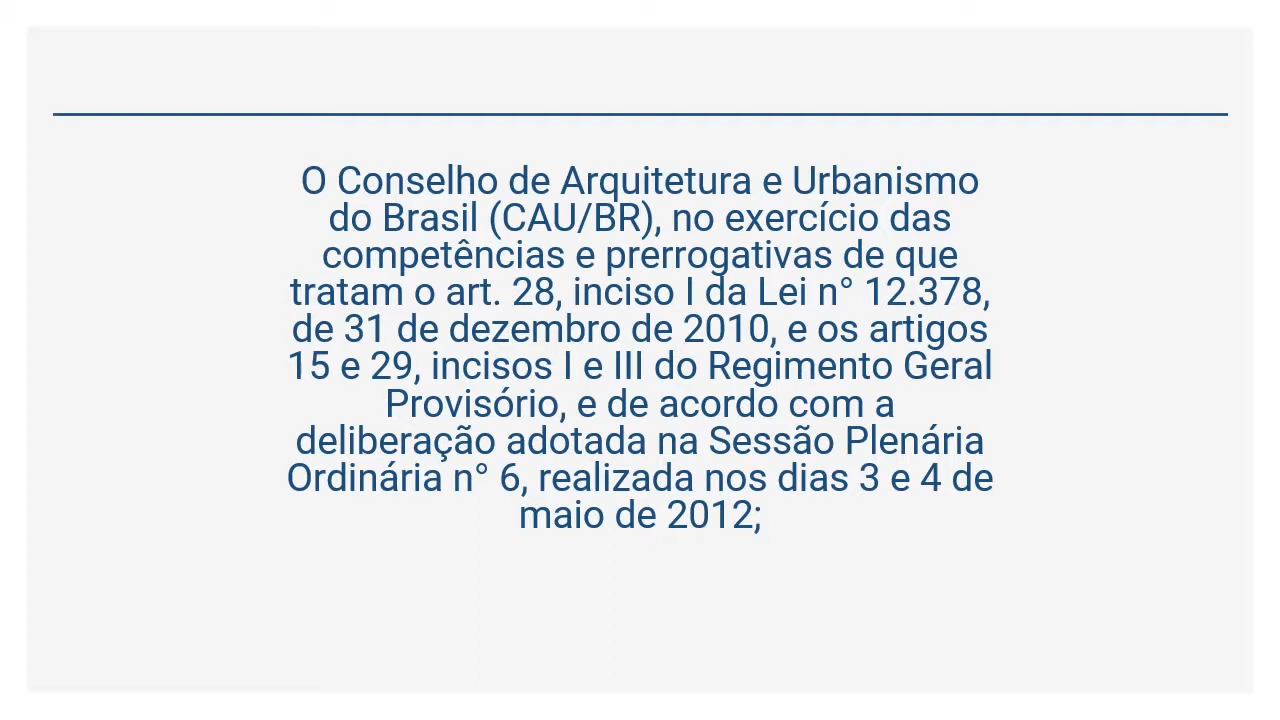 O Conselho de Arquitetura e Urbanismo
do Brasil (CAU/BR), no exercício das
competências e prerrogativas de que
tratam o art. 28, inciso I da Lei n° 12.378,
de 31 de dezembro de 2010, e os artigos
15 e 29, incisos I e III do Regimento Geral
Provisório, e de acordo com a
deliberação adotada na Sessão Plenária
Ordinária n° 6, realizada nos dias 3 e 4 de
maio de 2012;